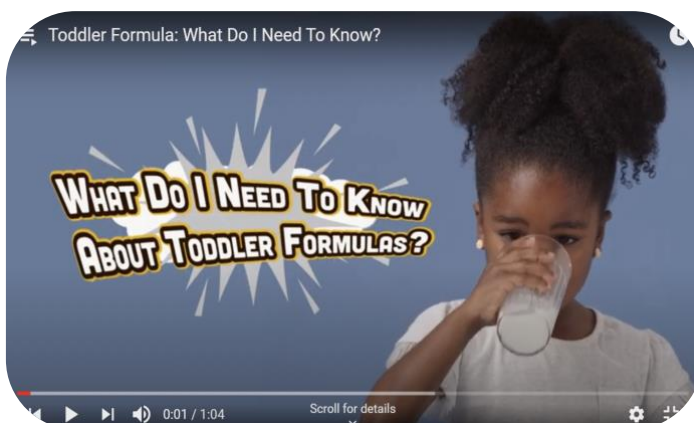 Toddler Formula: What Do I Need To Know?
WHAT DO I NEED TO KNOW
ABOUT TODDLER FORMULAS?
0:01 / 1:04
Scroll for details